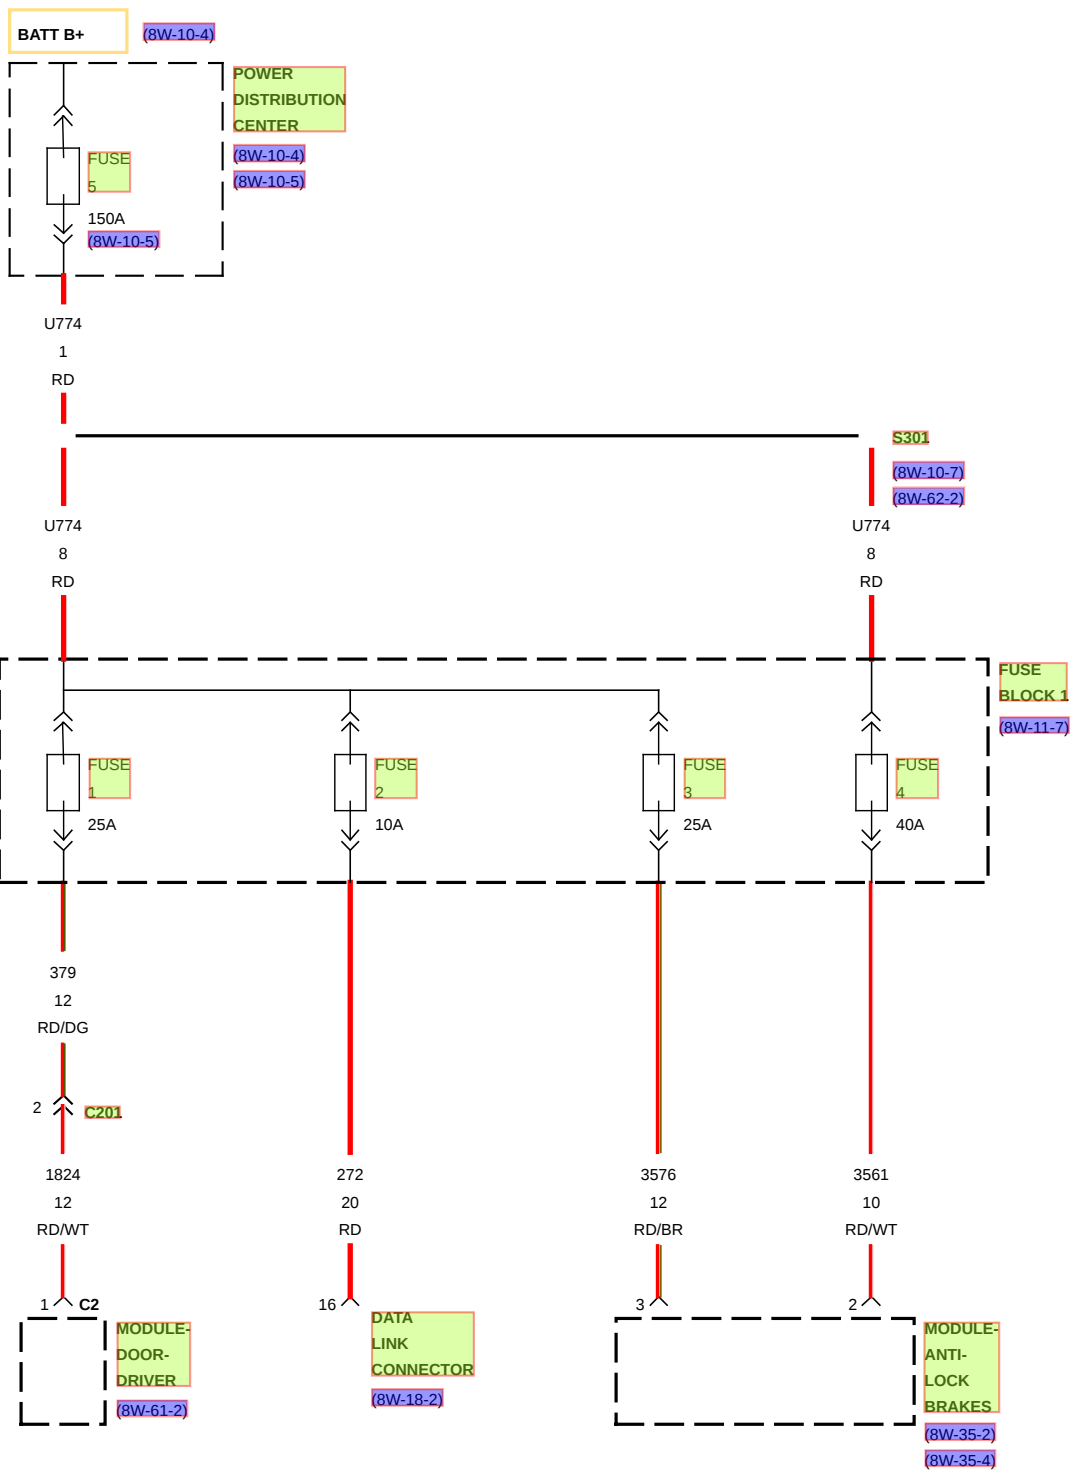 BATT B+
(8W-10-4)
POWER
DISTRIBUTION
CENTER
(8W-10-4)
(8W-10-5)
FUSE
5
150A
(8W-10-5)
U774
1
RD
S301
(8W-10-7)
(8W-62-2)
U774
8
RD
U774
8
RD
FUSE
BLOCK 1
(8W-11-7)
FUSE
1
25A
FUSE
2
10A
FUSE
3
25A
FUSE
4
40A
379
12
RD/DG
2
C201
1824
12
RD/WT
272
20
RD
3576
12
RD/BR
3561
10
RD/WT
1
C2
MODULE-
DOOR-
DRIVER
(8W-61-2)
16
DATA
LINK
CONNECTOR
(8W-18-2)
3
2
MODULE-
ANTI-
LOCK
BRAKES
(8W-35-2)
(8W-35-4)